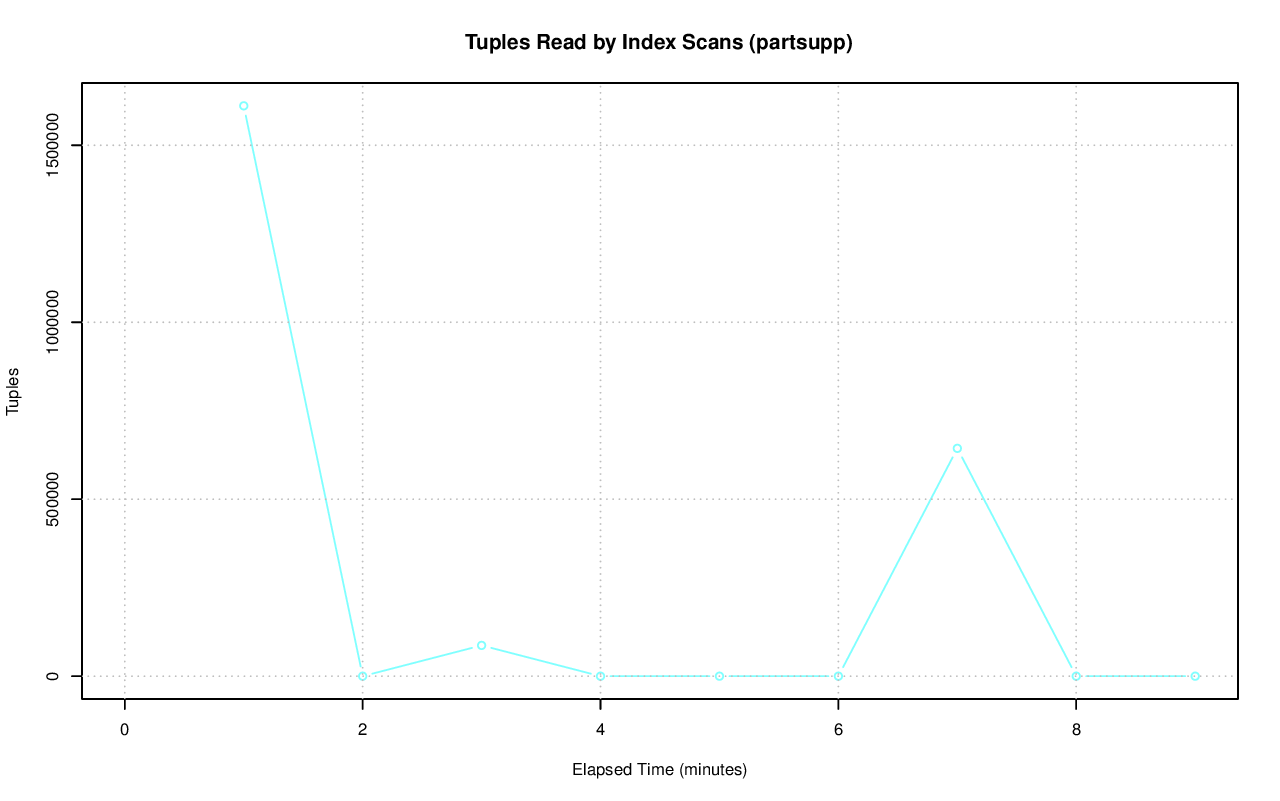 Tuples Read by Index Scans (partsupp)
1500000
1000000
500000
0
Tuples
0 2 4 6 8
Elapsed Time (minutes)